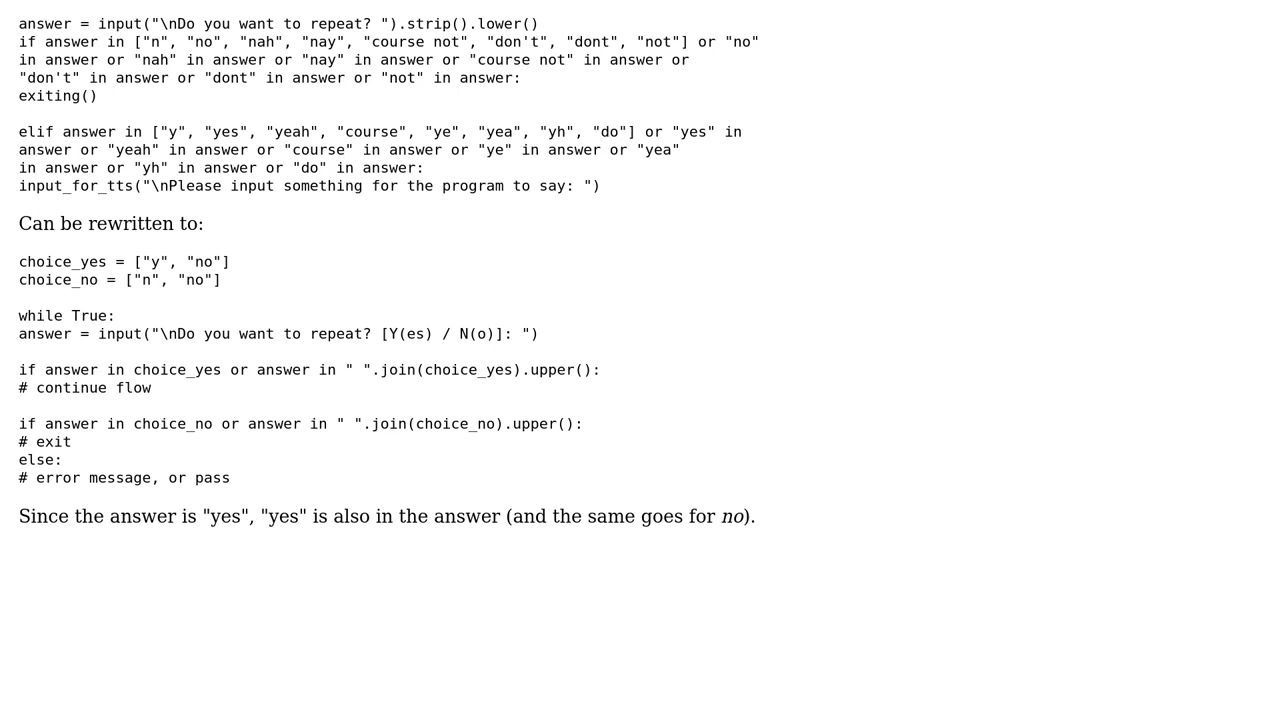 answer = input("\nDo you want to repeat? ").strip().lower()
if answer in ["n", "no", "nah", "nay", "course not", "don't", "dont", "not"] or "no"
in answer or "nah" in answer or "nay" in answer or "course not" in answer or
"don't" in answer or "dont" in answer or "not" in answer:
exiting()

elif answer in ["y", "yes", "yeah", "course", "ye", "yea", "yh", "do"] or "yes" in
answer or "yeah" in answer or "course" in answer or "ye" in answer or "yea"
in answer or "yh" in answer or "do" in answer:
input_for_tts("\nPlease input something for the program to say: ")

Can be rewritten to:

choice_yes = ["y", "no"]
choice_no = ["n", "no"]

while True:
answer = input("\nDo you want to repeat? [Y(es) / N(o)]: ")

if answer in choice_yes or answer in " ".join(choice_yes).upper():
# continue flow

if answer in choice_no or answer in " ".join(choice_no).upper():
# exit
else:
# error message, or pass

Since the answer is "yes", "yes" is also in the answer (and the same goes for no).